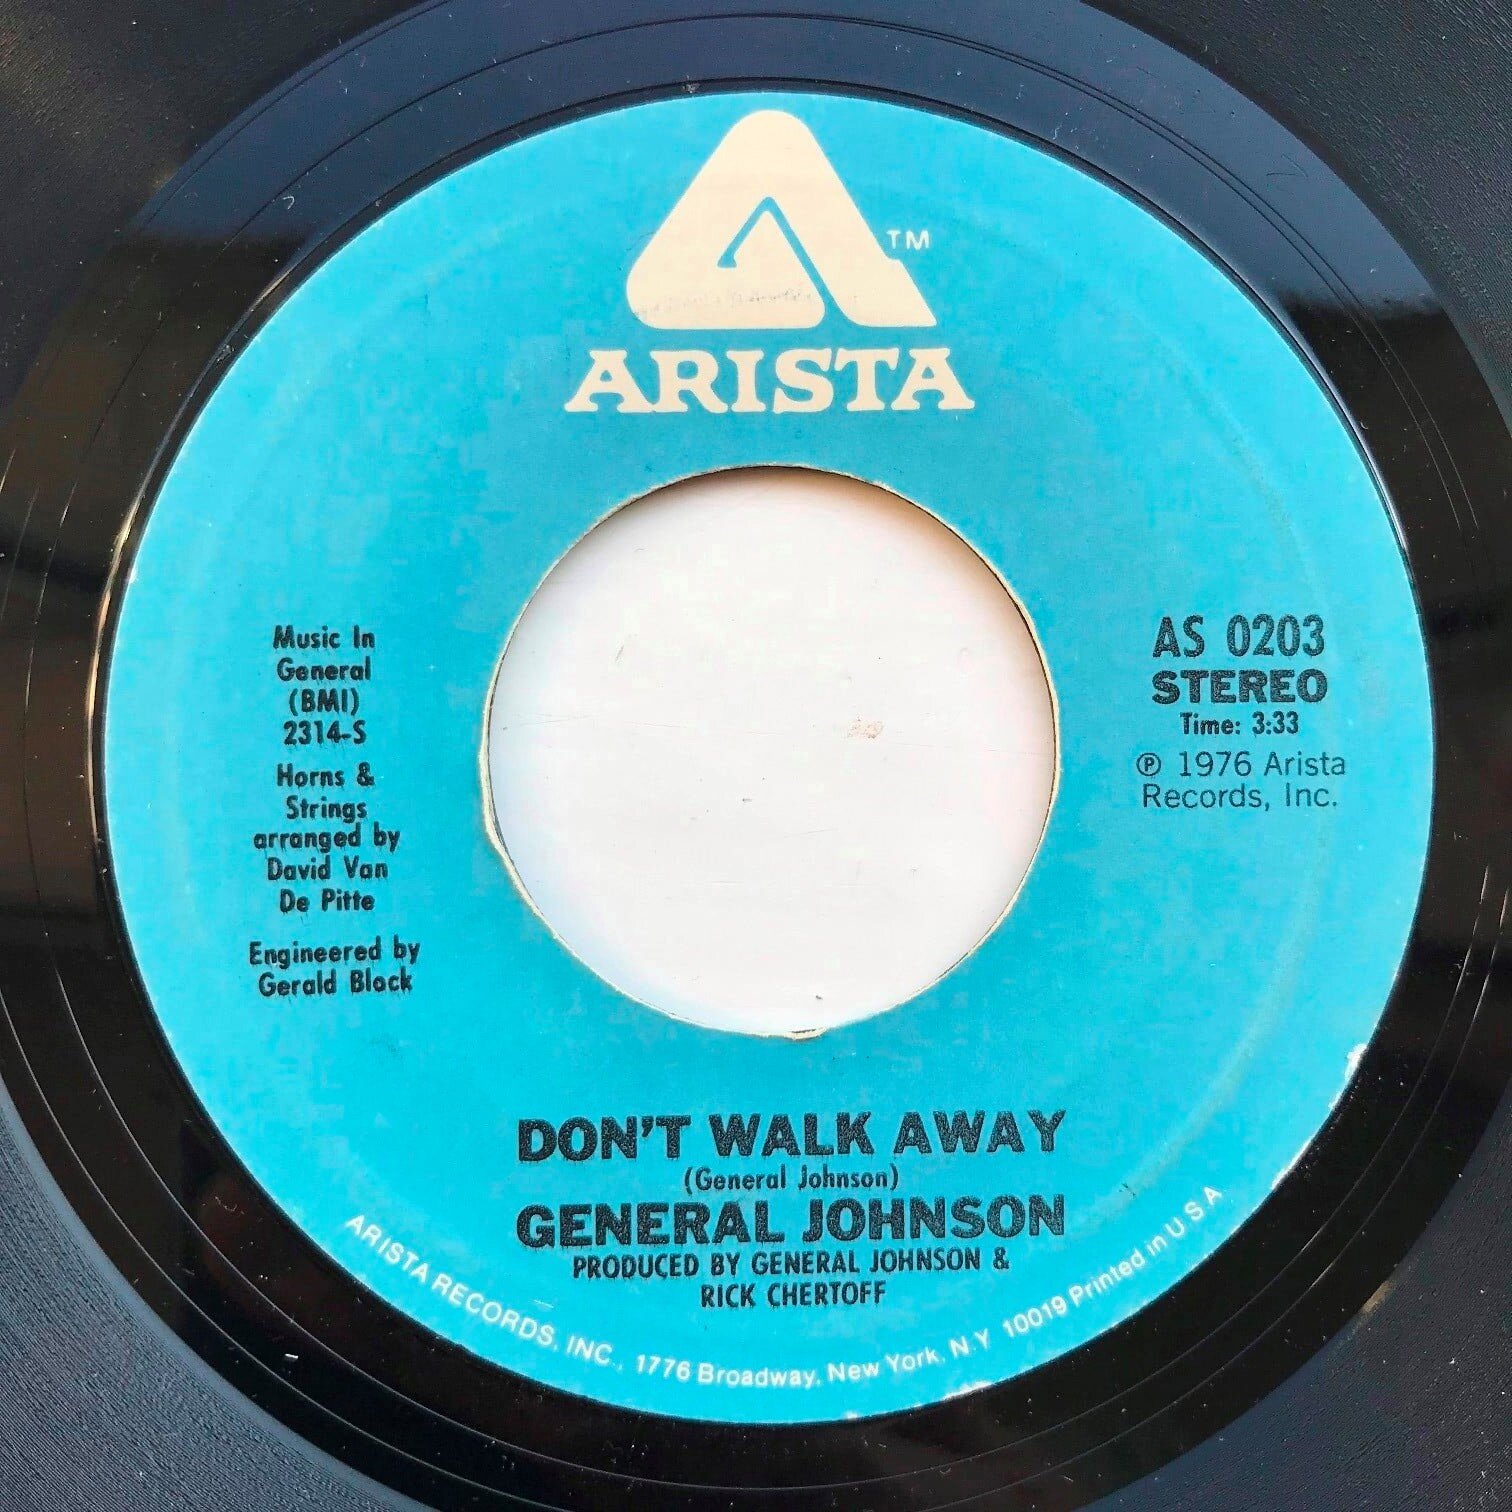 TM
ARISTA
Music In
General
(BMI)
2314-S
Horns &
Strings
arranged by
David Van
De Pitte
Engineered by
Gerald Block
AS 0203
STEREO
Time: 3:33
℗ 1976 Arista
Records, Inc.
DON'T WALK AWAY
(General Johnson)
GENERAL JOHNSON
PRODUCED BY GENERAL JOHNSON &
RICK CHERTOFF
ARISTA RECORDS, INC., 1776 Broadway, New York, N.Y 10019 Printed in U S A